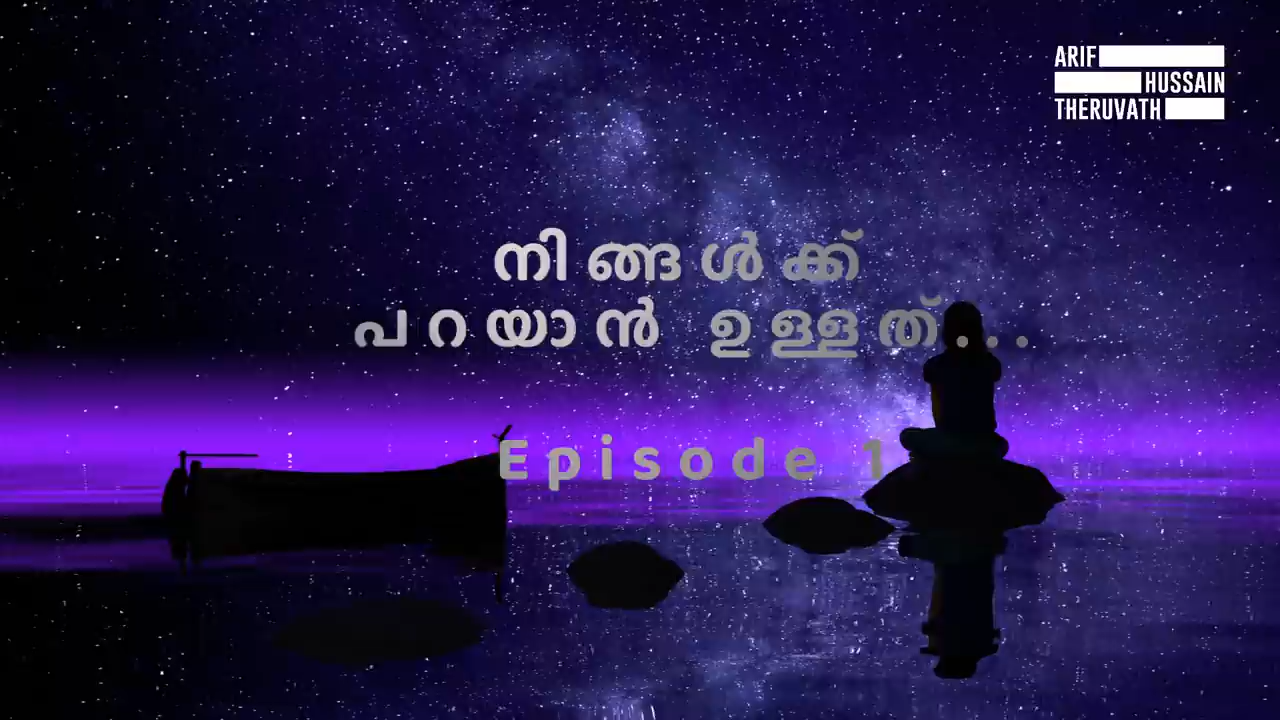 ARIF
HUSSAIN
THERUVATH
നിങ്ങൾക്ക്
പറയാൻ ഉള്ളത്...
Episode 1